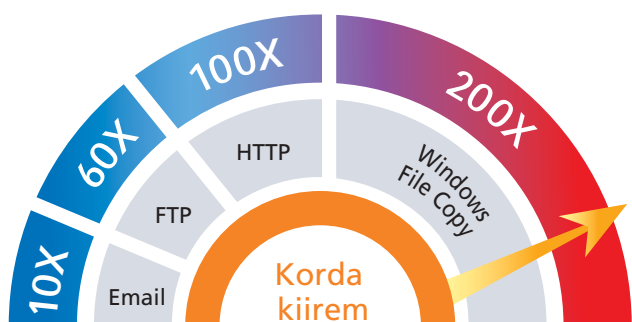 10X
60X
100X
200X
Email
FTP
HTTP
Windows
File Copy
Korda
kiirem